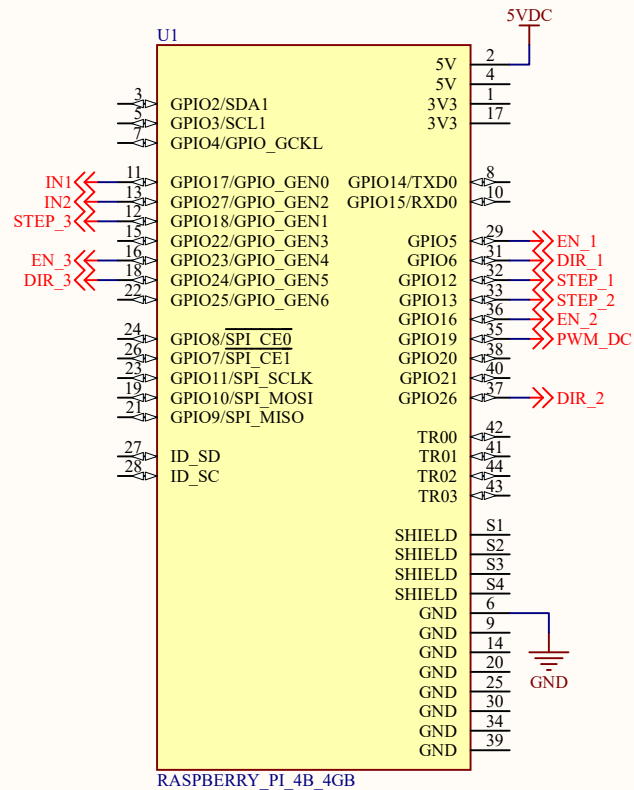 5VDC
U1
5V 2
5V 4
3V3 1
3V3 17
3 GPIO2/SDA1
5 GPIO3/SCL1
7 GPIO4/GPIO_GCKL
IN1 11 GPIO17/GPIO_GEN0 GPIO14/TXD0 8
IN2 13 GPIO27/GPIO_GEN2 GPIO15/RXD0 10
STEP_3 12 GPIO18/GPIO_GEN1
15 GPIO22/GPIO_GEN3 GPIO5 29 EN_1
EN_3 16 GPIO23/GPIO_GEN4 GPIO6 31 DIR_1
DIR_3 18 GPIO24/GPIO_GEN5 GPIO12 32 STEP_1
22 GPIO25/GPIO_GEN6 GPIO13 33 STEP_2
GPIO16 36 EN_2
24 GPIO8/SPI_CE0 GPIO19 35 PWM_DC
26 GPIO7/SPI_CE1 GPIO20 38
23 GPIO11/SPI_SCLK GPIO21 40
19 GPIO10/SPI_MOSI GPIO26 37 DIR_2
21 GPIO9/SPI_MISO
TR00 42
27 ID_SD TR01 41
28 ID_SC TR02 44
TR03 43
SHIELD S1
SHIELD S2
SHIELD S3
SHIELD S4
GND 6
GND 9
GND 14
GND 20
GND 25
GND 30
GND 34
GND 39
GND
RASPBERRY_PI_4B_4GB